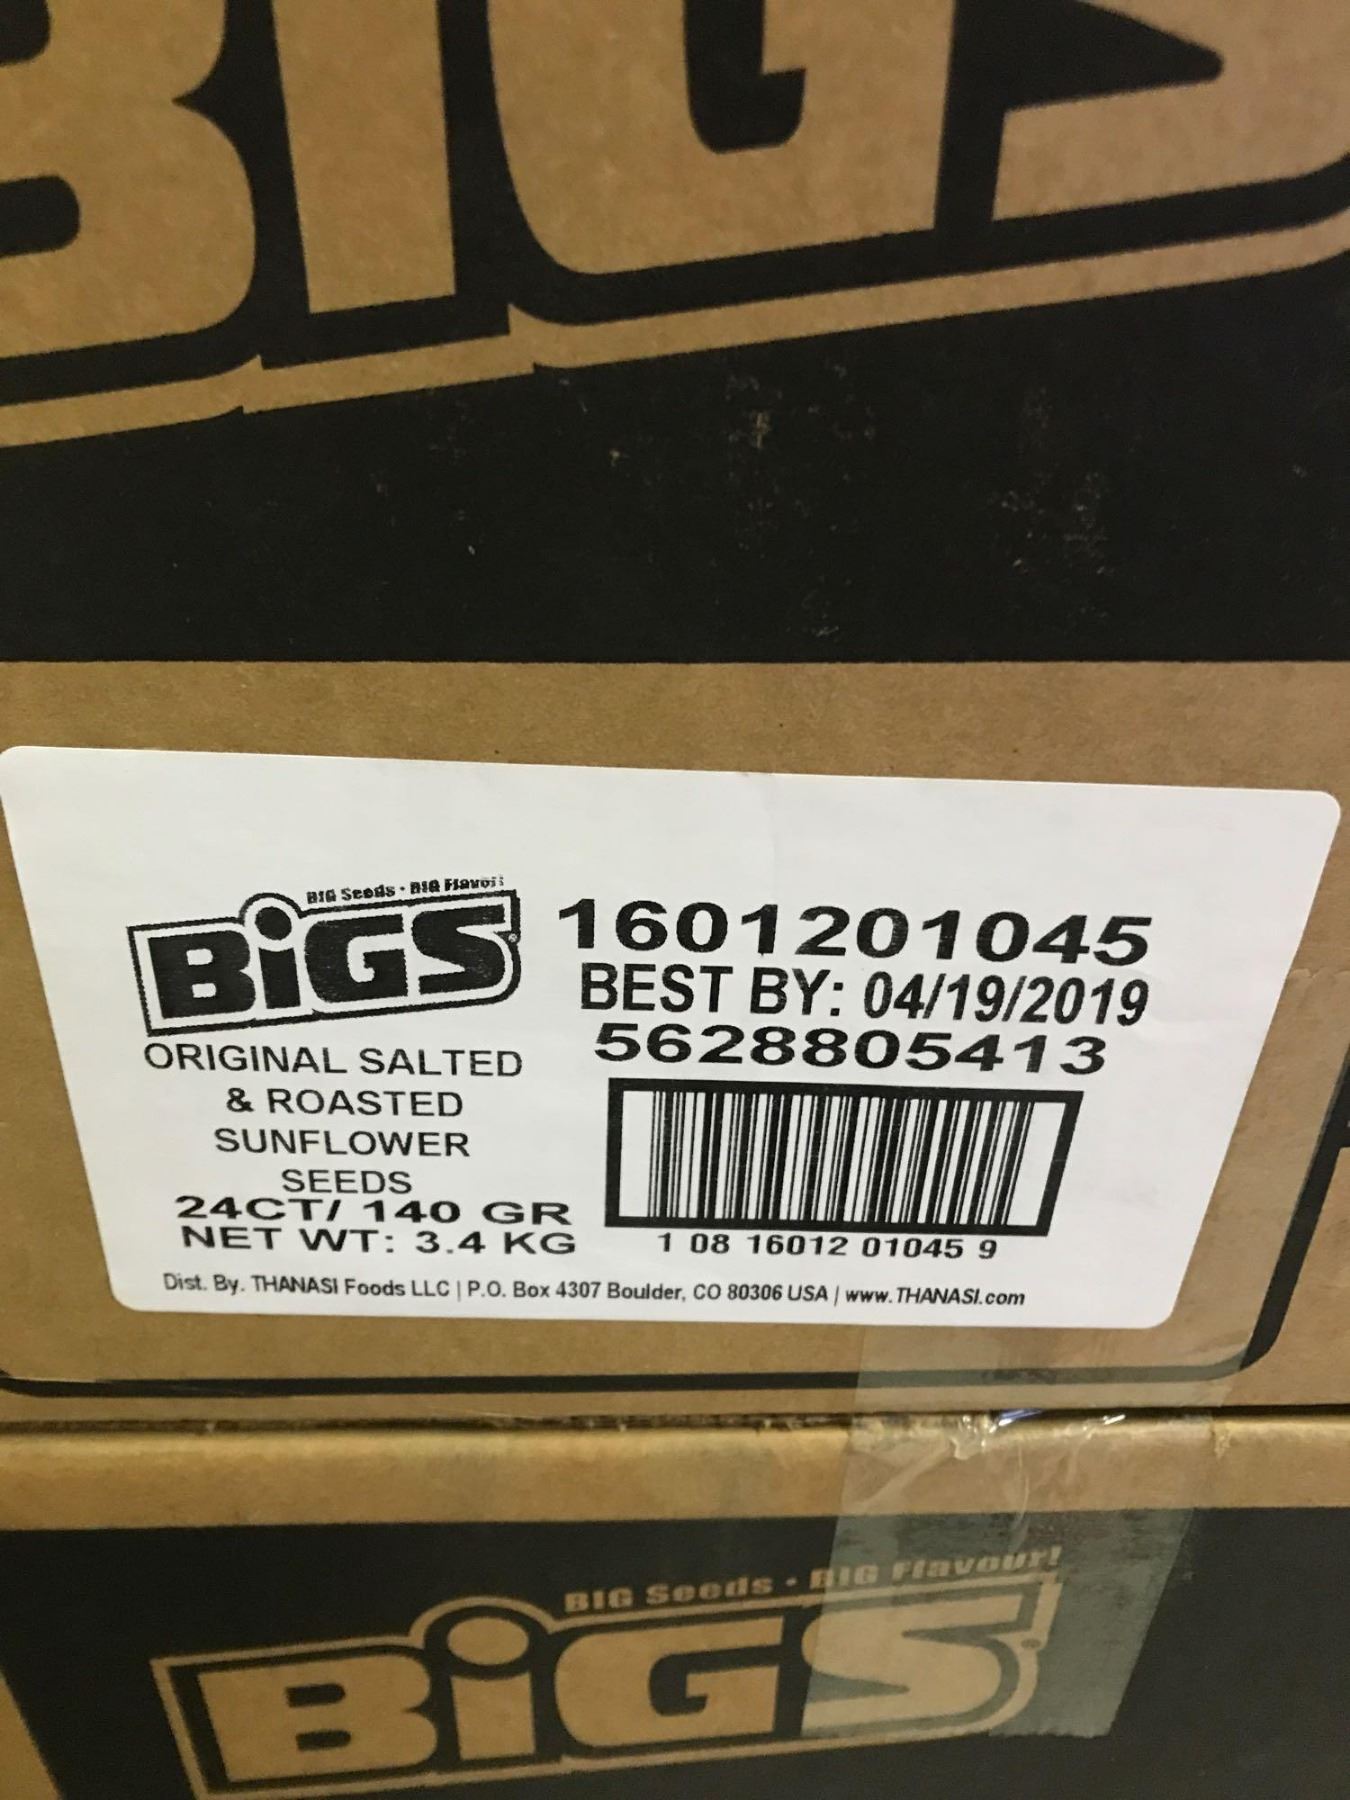 BiGS
BIG Seeds • BIG Flavor!
BiGS
1601201045
BEST BY: 04/19/2019
5628805413
ORIGINAL SALTED
& ROASTED
SUNFLOWER
SEEDS
24CT/ 140 GR
NET WT: 3.4 KG
1 08 16012 01045 9
Dist. By. THANASI Foods LLC | P.O. Box 4307 Boulder, CO 80306 USA | www.THANASI.com
BIG Seeds • BIG Flavour!
BiGS